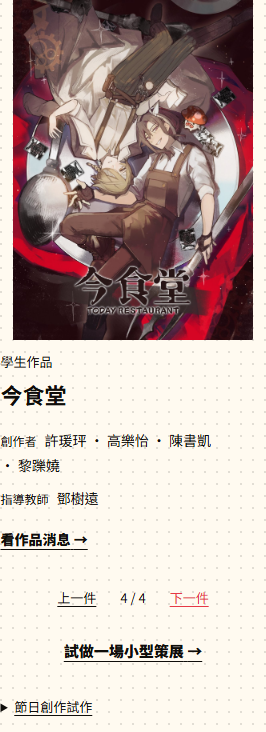 今食堂
TODAY RESTAURANT
學生作品
今食堂
創作者 許瑗玶 · 高樂怡 · 陳書凱
· 黎躒嬈
指導教師 鄧樹遠
看作品消息 →
上一件 4 / 4 下一件
試做一場小型策展 →
▶ 節日創作試作